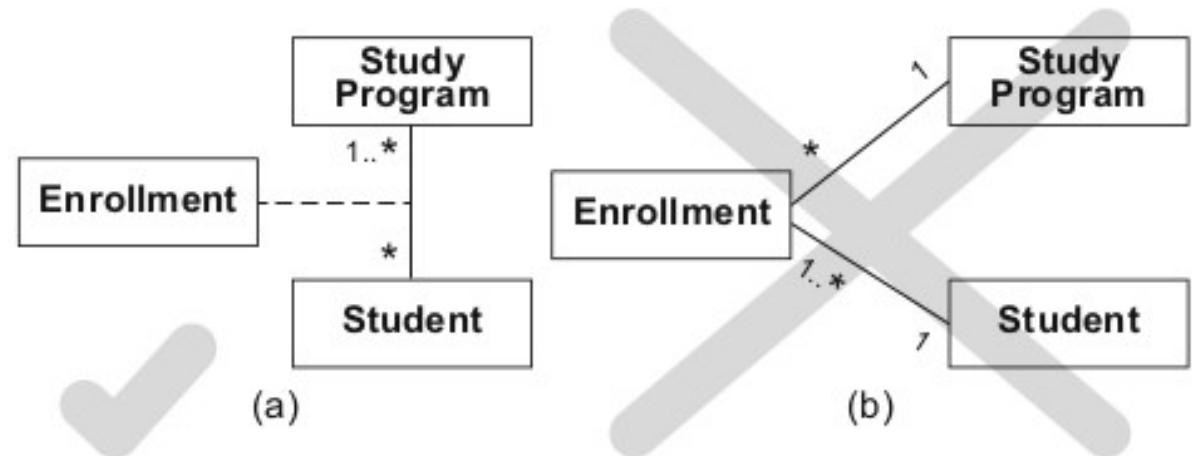 Study
Program
1..*
Enrollment
*
Student
(a)
Study
Program
1
*
Enrollment
1..*
1
Student
(b)